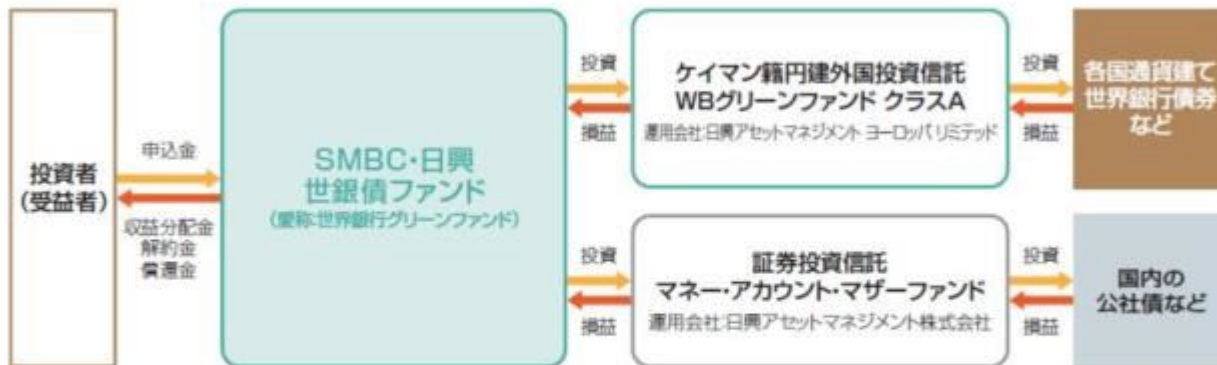 投資者
（受益者）
申込金
収益分配金
解約金
償還金
SMBC・日興
世銀債ファンド
（愛称：世界銀行グリーンファンド）
投資
損益
ケイマン籍円建外国投資信託
WBグリーンファンド クラスA
運用会社：日興アセットマネジメント ヨーロッパ リミテッド
投資
損益
各国通貨建て
世界銀行債券
など
投資
損益
証券投資信託
マネー・アカウント・マザーファンド
運用会社：日興アセットマネジメント株式会社
投資
損益
国内の
公社債など